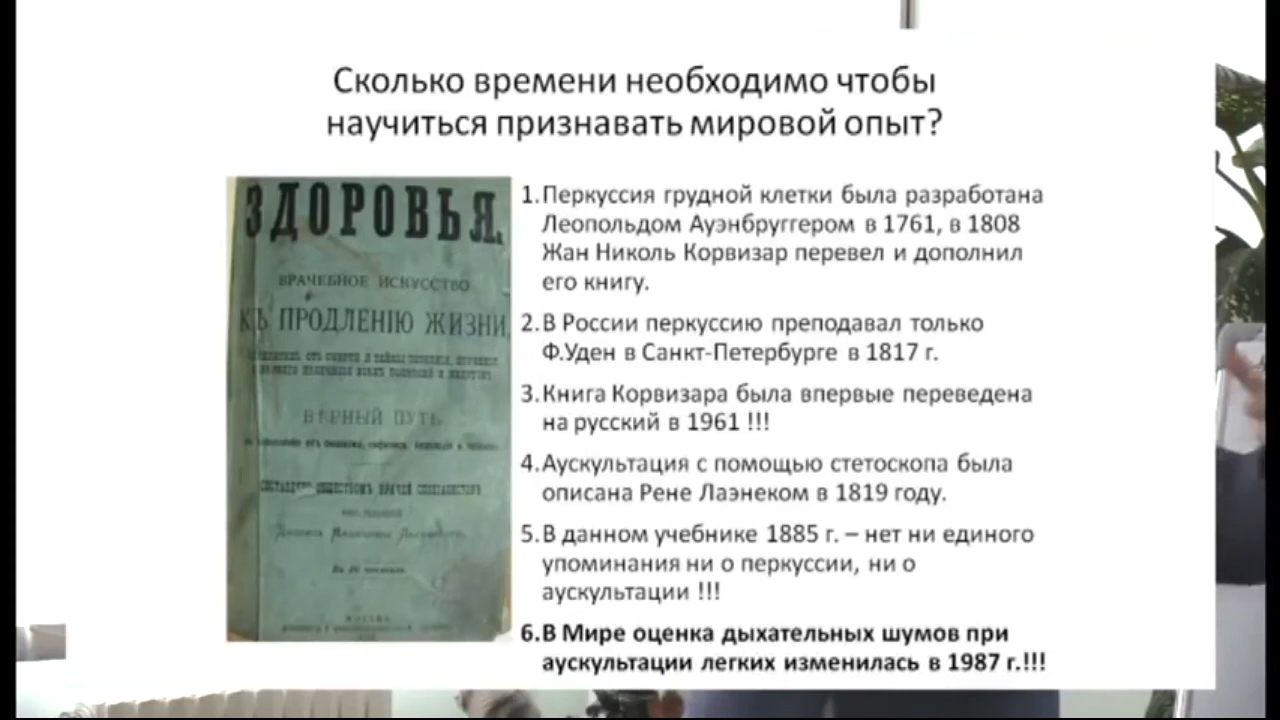 Сколько времени необходимо чтобы
научиться признавать мировой опыт?
ЗДОРОВЬЯ.
ВРАЧЕБНОЕ ИСКУССТВО
КЪ ПРОДЛЕНІЮ ЖИЗНИ,
ВѢРНЫЙ ПУТЬ
МОСКВА
1.Перкуссия грудной клетки была разработана
Леопольдом Ауэнбруггером в 1761, в 1808
Жан Николь Корвизар перевел и дополнил
его книгу.
2.В России перкуссию преподавал только
Ф.Уден в Санкт-Петербурге в 1817 г.
3.Книга Корвизара была впервые переведена
на русский в 1961 !!!
4.Аускультация с помощью стетоскопа была
описана Рене Лаэнеком в 1819 году.
5.В данном учебнике 1885 г. – нет ни единого
упоминания ни о перкуссии, ни о
аускультации !!!
6.В Мире оценка дыхательных шумов при
аускультации легких изменилась в 1987 г.!!!